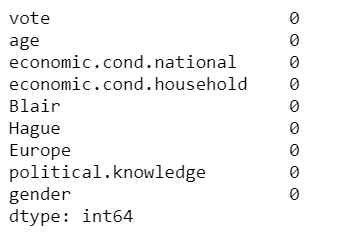 vote 0
age 0
economic.cond.national 0
economic.cond.household 0
Blair 0
Hague 0
Europe 0
political.knowledge 0
gender 0
dtype: int64